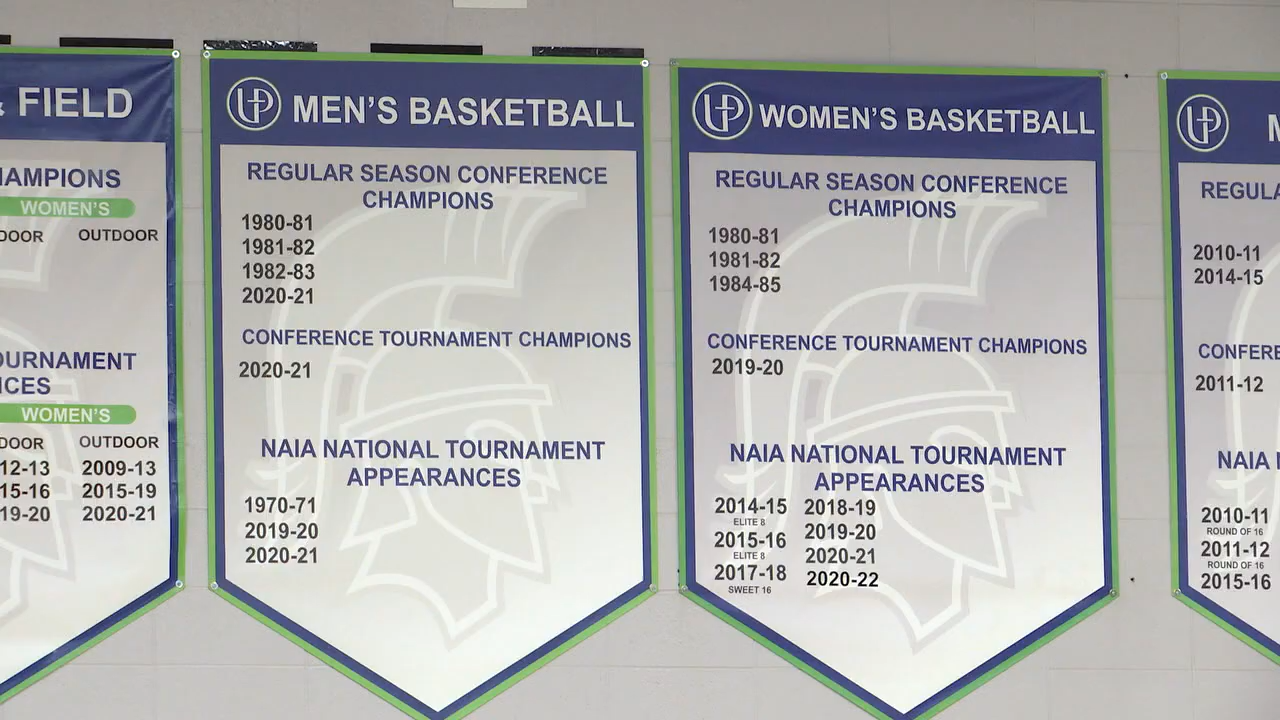 & FIELD
WOMEN'S
OUTDOOR
WOMEN'S
OUTDOOR
12-13 2009-13
15-16 2015-19
19-20 2020-21
UP MEN'S BASKETBALL
REGULAR SEASON CONFERENCE
CHAMPIONS
1980-81
1981-82
1982-83
2020-21
CONFERENCE TOURNAMENT CHAMPIONS
2020-21
NAIA NATIONAL TOURNAMENT
APPEARANCES
1970-71
2019-20
2020-21
UP WOMEN'S BASKETBALL
REGULAR SEASON CONFERENCE
CHAMPIONS
1980-81
1981-82
1984-85
CONFERENCE TOURNAMENT CHAMPIONS
2019-20
NAIA NATIONAL TOURNAMENT
APPEARANCES
2014-15 2018-19
ELITE 8
2015-16 2019-20
ELITE 8
2017-18 2020-21
SWEET 16
2020-22
UP M
REGULA
2010-11
2014-15
CONFERE
2011-12
NAIA
2010-11
ROUND OF 16
2011-12
ROUND OF 16
2015-16